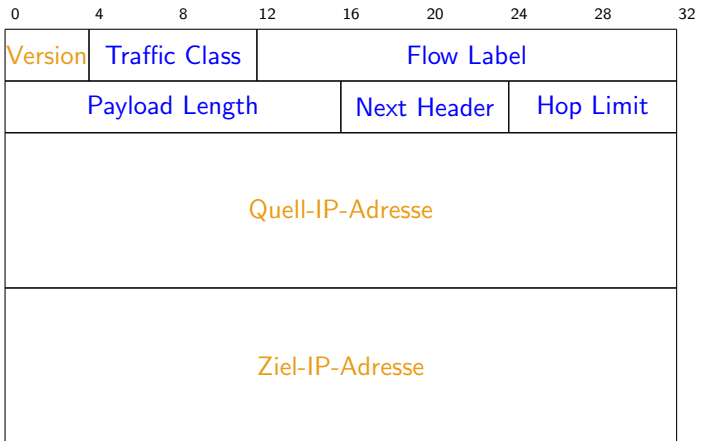 0 4 8 12 16 20 24 28 32
Version Traffic Class Flow Label
Payload Length Next Header Hop Limit
Quell-IP-Adresse
Ziel-IP-Adresse